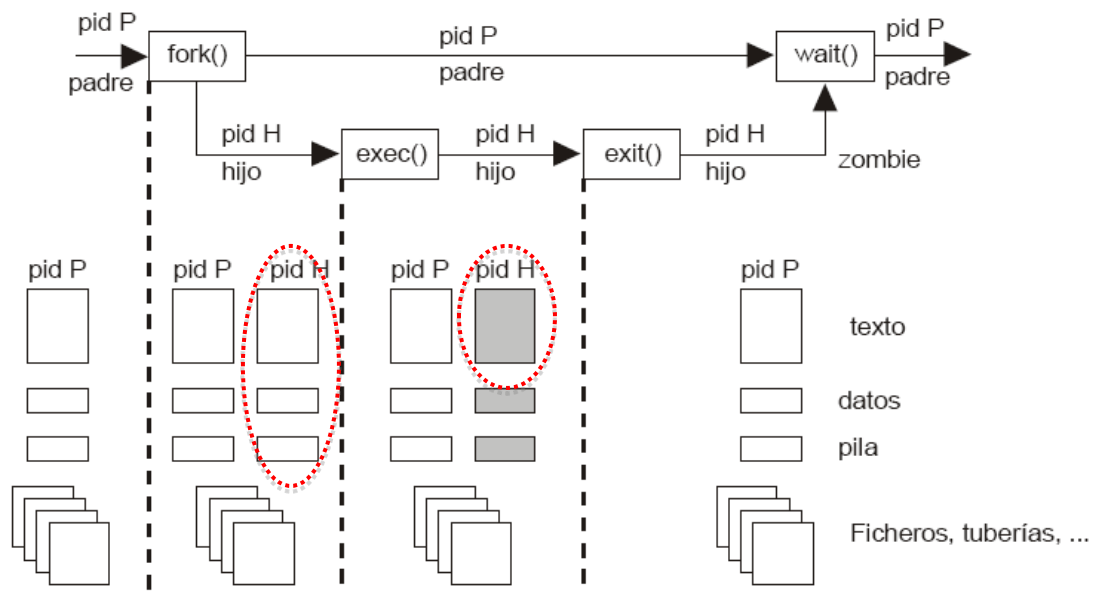 pid P
padre
fork()
pid P
padre
wait()
pid P
padre
pid H
hijo
exec()
pid H
hijo
exit()
pid H
hijo
zombie
pid P
pid P
pid H
pid P
pid H
pid P
texto
datos
pila
Ficheros, tuberías, ...